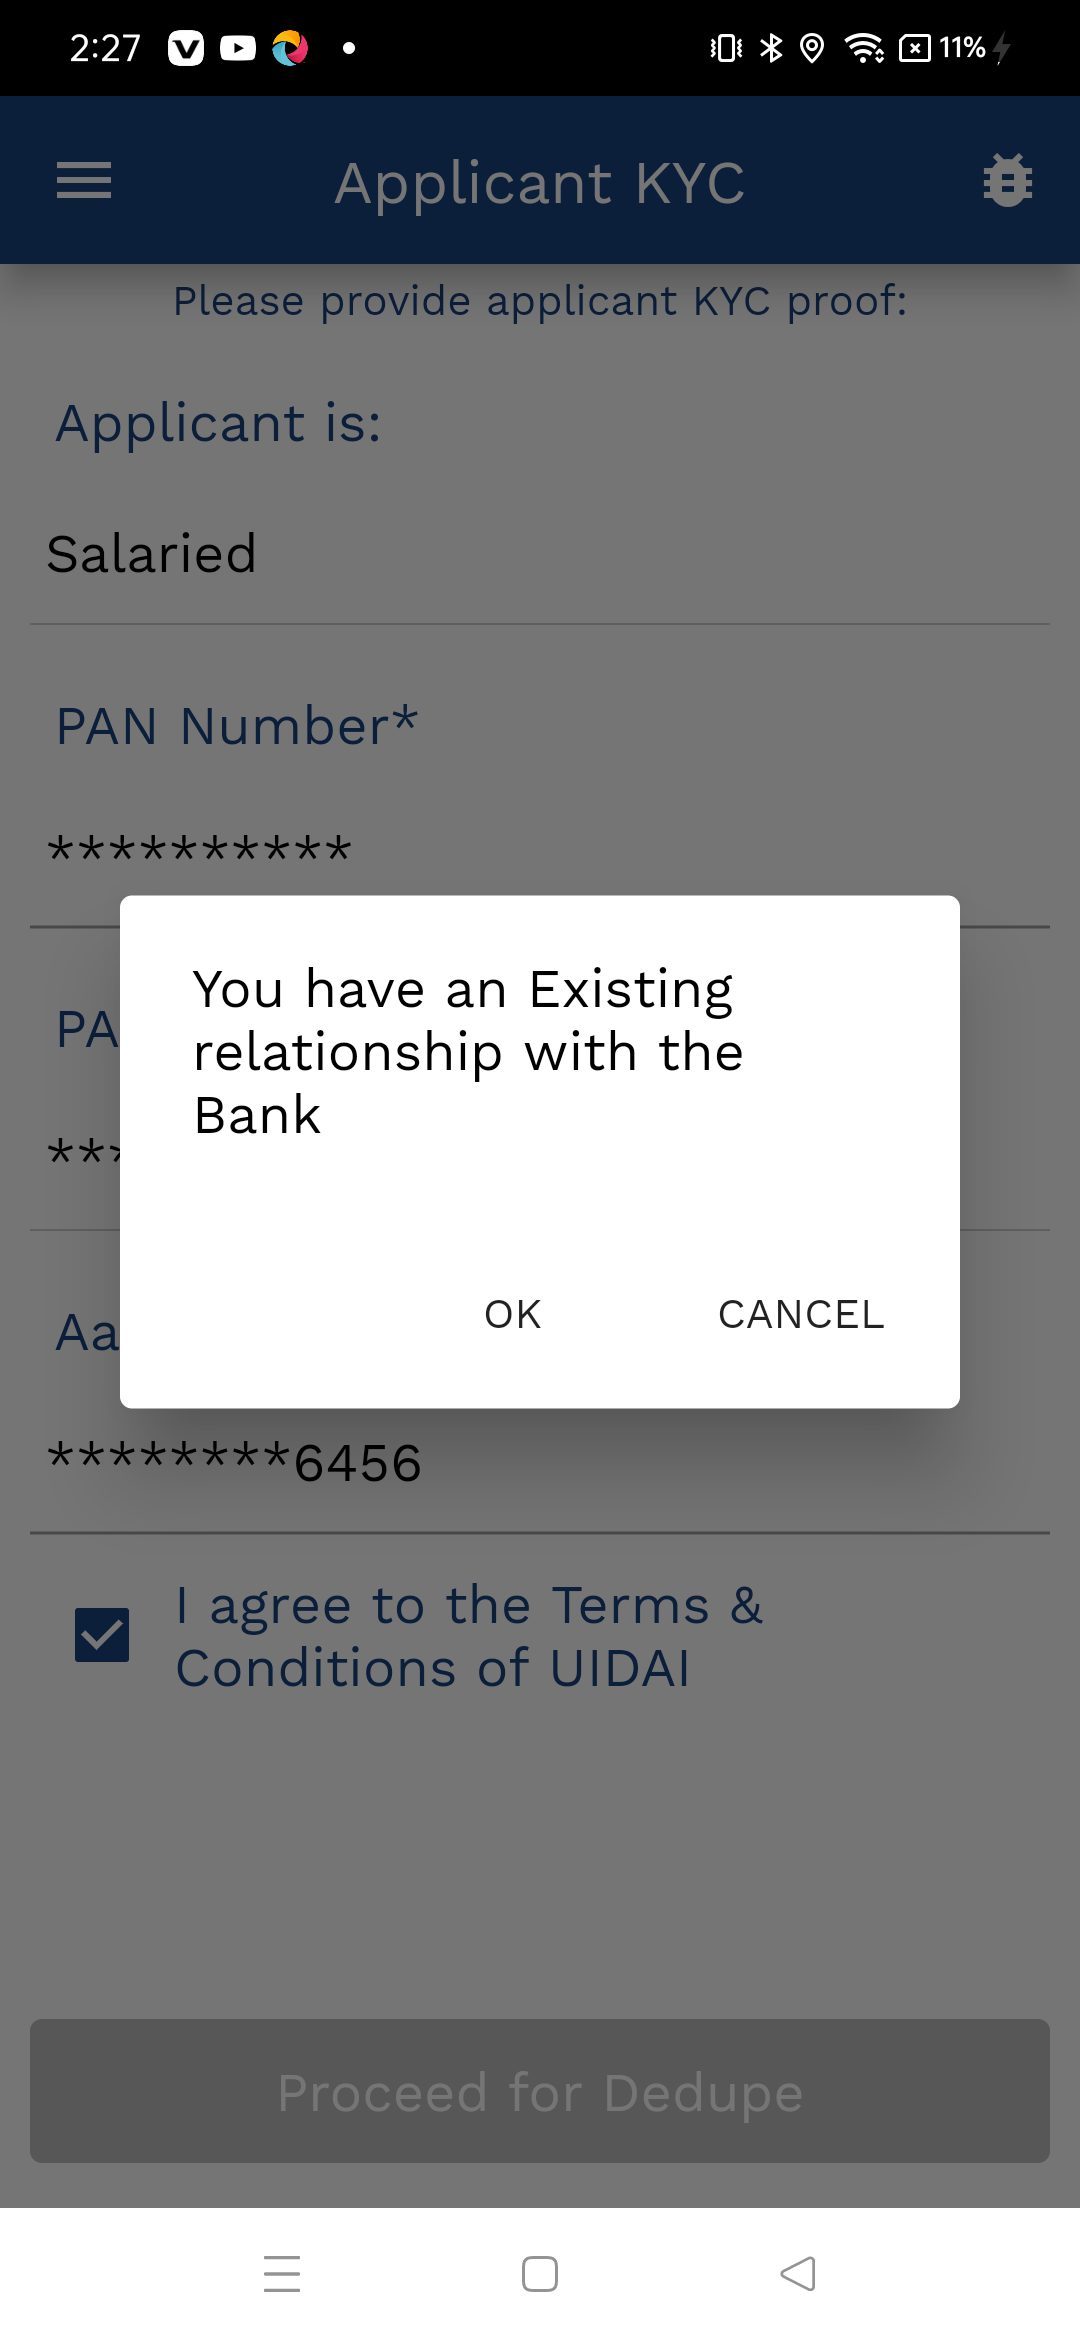 2:27
11%
Applicant KYC
Please provide applicant KYC proof:
Applicant is:
Salaried
PAN Number*
**********
You have an Existing
relationship with the
Bank
PA
***
OK CANCEL
Aa
********6456
I agree to the Terms &
Conditions of UIDAI
Proceed for Dedupe